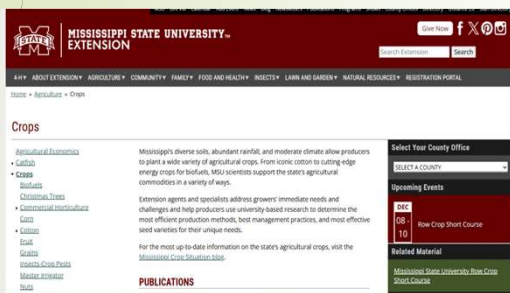 STATE
MISSISSIPPI STATE UNIVERSITY™
EXTENSION
Give Now
Search Extension
Search
4-H ABOUT EXTENSION AGRICULTURE COMMUNITY FAMILY FOOD AND HEALTH INSECTS LAWN AND GARDEN NATURAL RESOURCES REGISTRATION PORTAL
Home » Agriculture » Crops
Crops
Agricultural Economics
Catfish
Crops
Biofuels
Christmas Trees
Commercial Horticulture
Corn
Cotton
Fruit
Grains
Insects-Crop Pests
Master Irrigator
Nuts
Mississippi's diverse soils, abundant rainfall, and moderate climate allow producers
to plant a wide variety of agricultural crops. From iconic cotton to cutting-edge
energy crops for biofuels, MSU scientists support the state's agricultural
commodities in a variety of ways.
Extension agents and specialists address growers' immediate needs and
challenges and help producers use university-based research to determine the
most efficient production methods, best management practices, and most effective
seed varieties for their unique needs.
For the most up-to-date information on the state's agricultural crops, visit the
Mississippi Crop Situation blog.
PUBLICATIONS
Select Your County Office
SELECT A COUNTY
Upcoming Events
DEC
08 -
10
Row Crop Short Course
Related Material
Mississippi State University Row Crop
Short Course